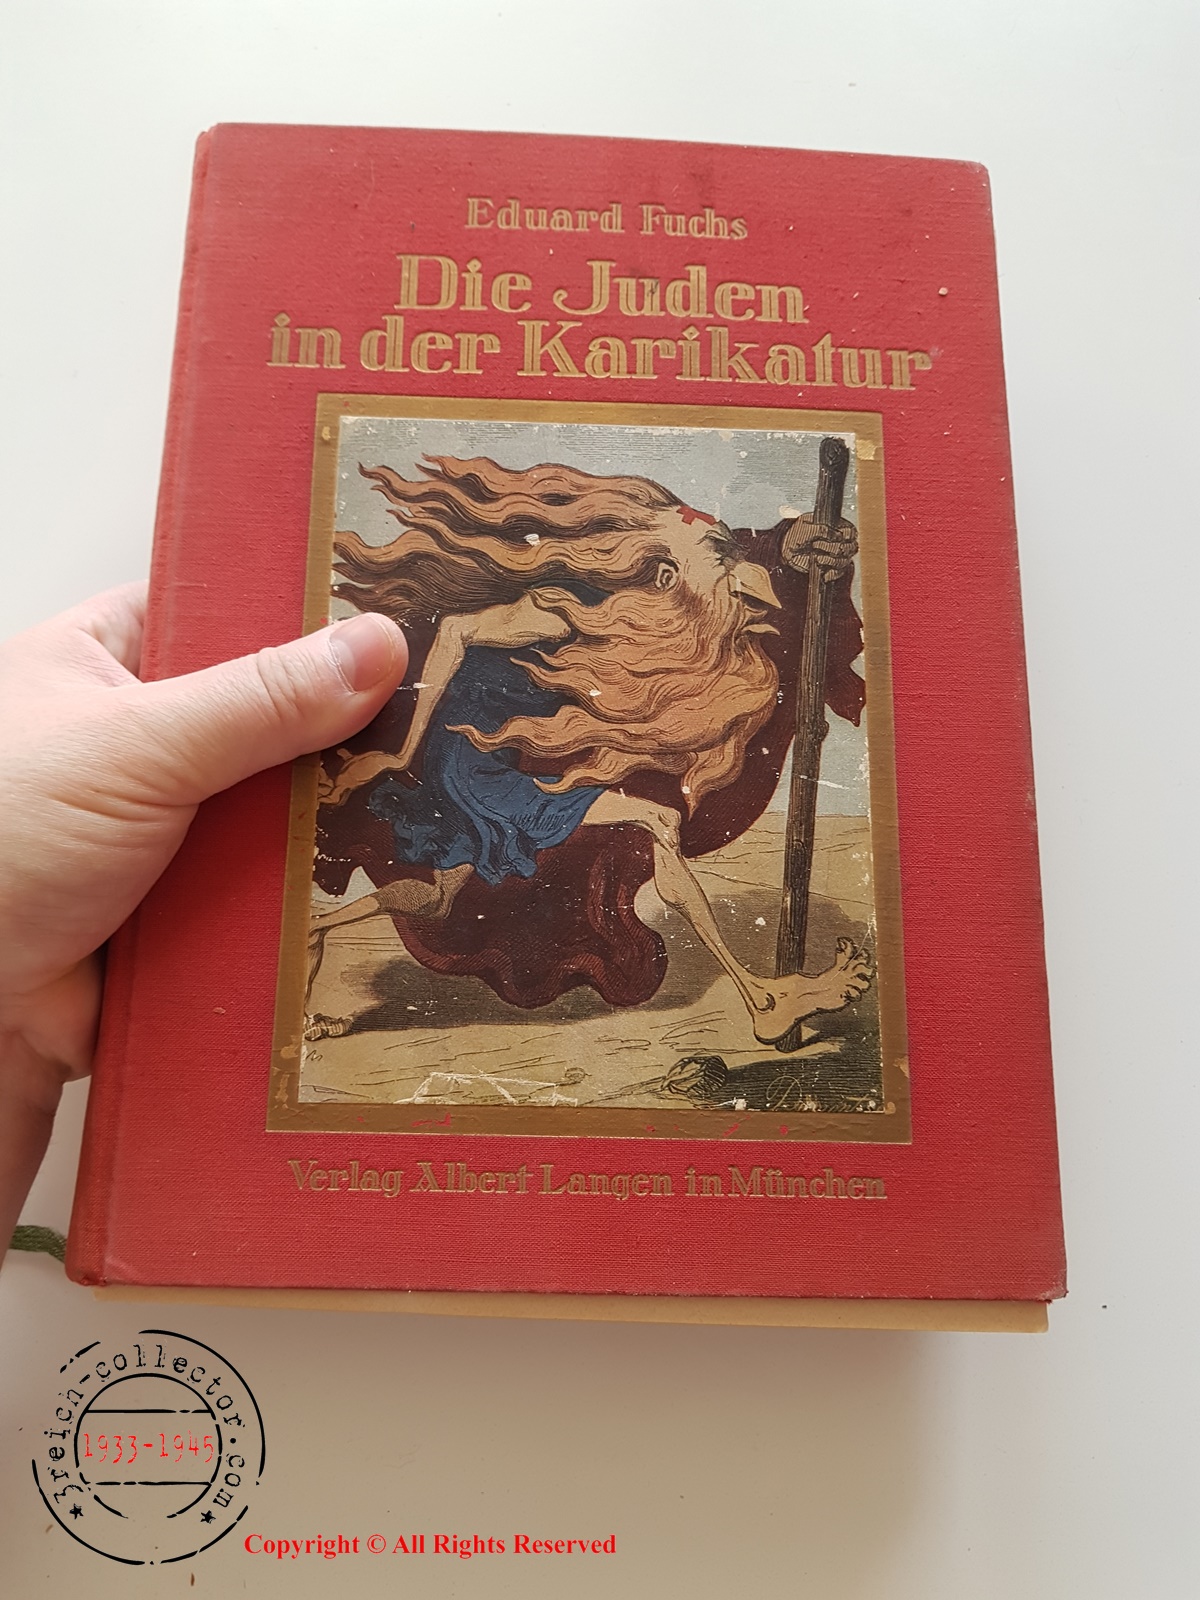 Eduard Fuchs
Die Juden
in der Karikatur
Verlag Albert Langen in München
3reich-collector.com
1933-1945
Copyright © All Rights Reserved